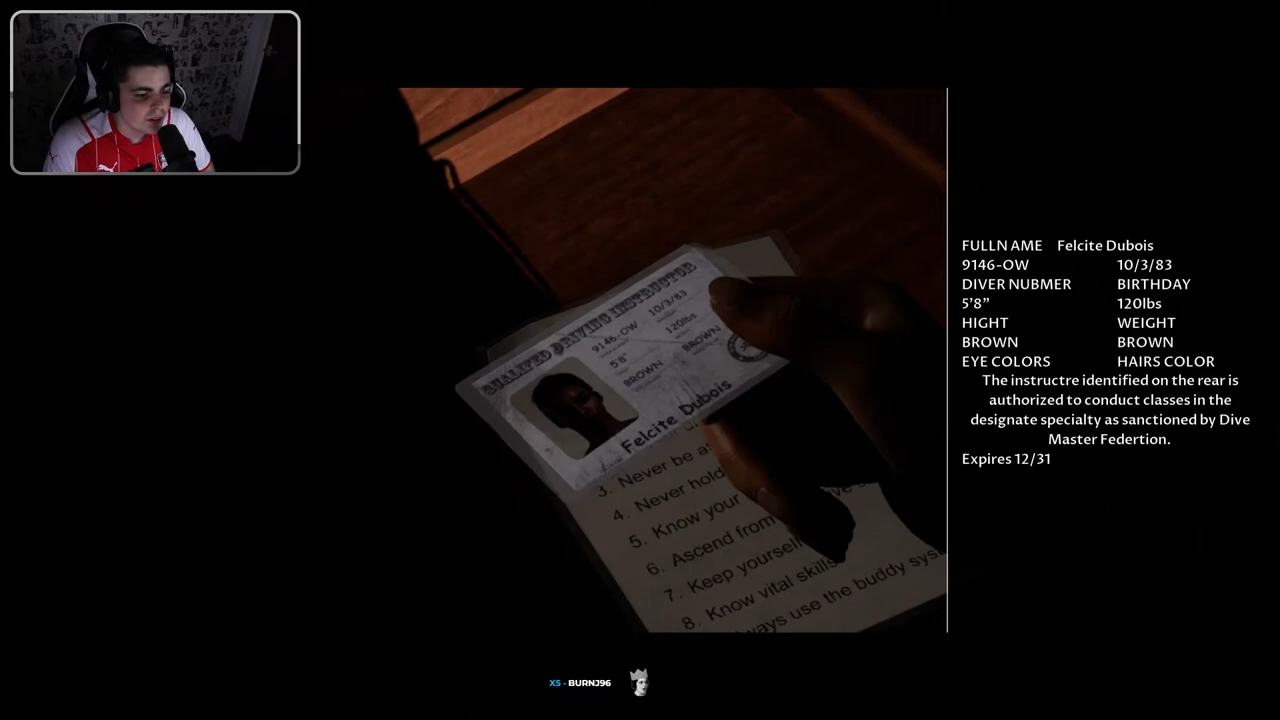 QUALIFED DRIVING INSTRUCTOR
9146-OW 10/3/83
5'8" 120lbs
BROWN BROWN
Felcite Dubois
3. Never be
4. Never hold
5. Know your
6. Ascend from
7. Keep yourself
8. Know vital skills
ways use the buddy sys
FULLN AME Felcite Dubois
9146-OW 10/3/83
DIVER NUBMER BIRTHDAY
5’8” 120lbs
HIGHT WEIGHT
BROWN BROWN
EYE COLORS HAIRS COLOR
The instructre identified on the rear is
authorized to conduct classes in the
designate specialty as sanctioned by Dive
Master Federtion.
Expires 12/31
X5 - BURNJ96